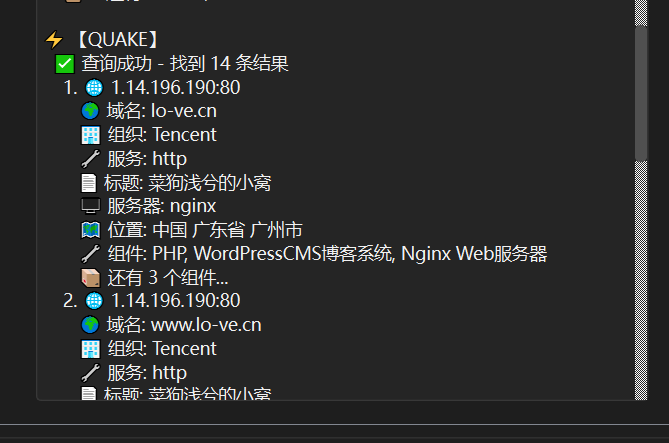 ⚡【QUAKE】
✅ 查询成功 - 找到 14 条结果
1. 🌐 1.14.196.190:80
🌍 域名: lo-ve.cn
🏢 组织: Tencent
🔧 服务: http
📄 标题: 菜狗浅兮的小窝
🖥️ 服务器: nginx
🗺️ 位置: 中国 广东省 广州市
🔧 组件: PHP, WordPressCMS博客系统, Nginx Web服务器
📦 还有 3 个组件...
2. 🌐 1.14.196.190:80
🌍 域名: www.lo-ve.cn
🏢 组织: Tencent
🔧 服务: http
📄 标题: 菜狗浅兮的小窝